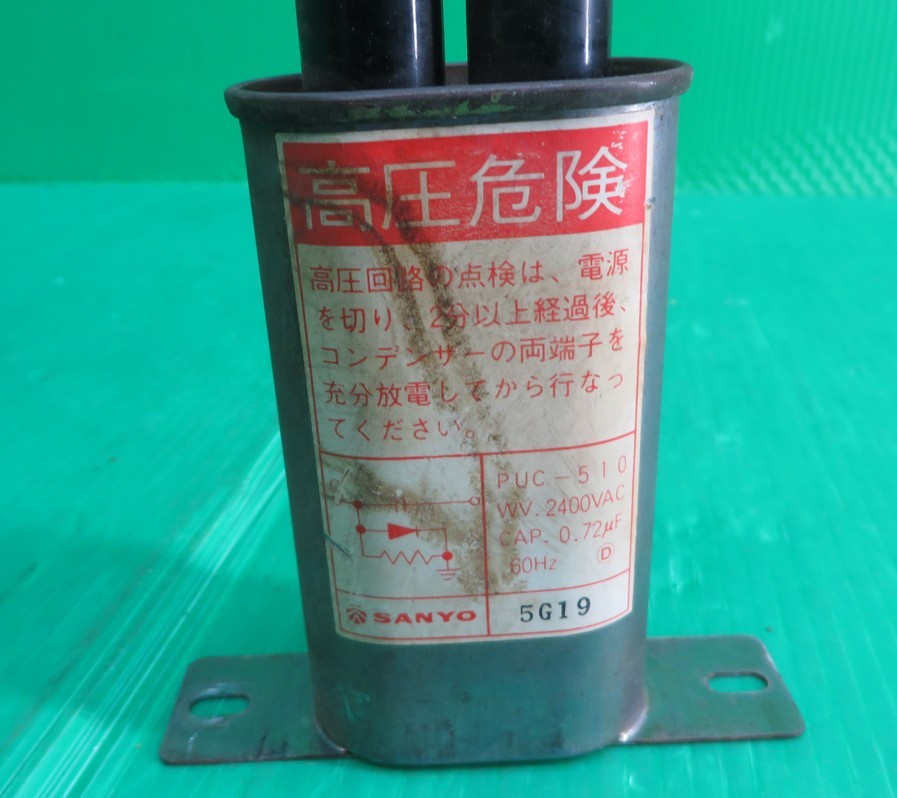 高圧危険
高圧回路の点検は、電源
を切り、2分以上経過後、
コンデンサーの両端子を
充分放電してから行なっ
てください。
PUC-510
WV. 2400VAC
CAP. 0.72μF
60Hz Ⓓ
SANYO
5G19